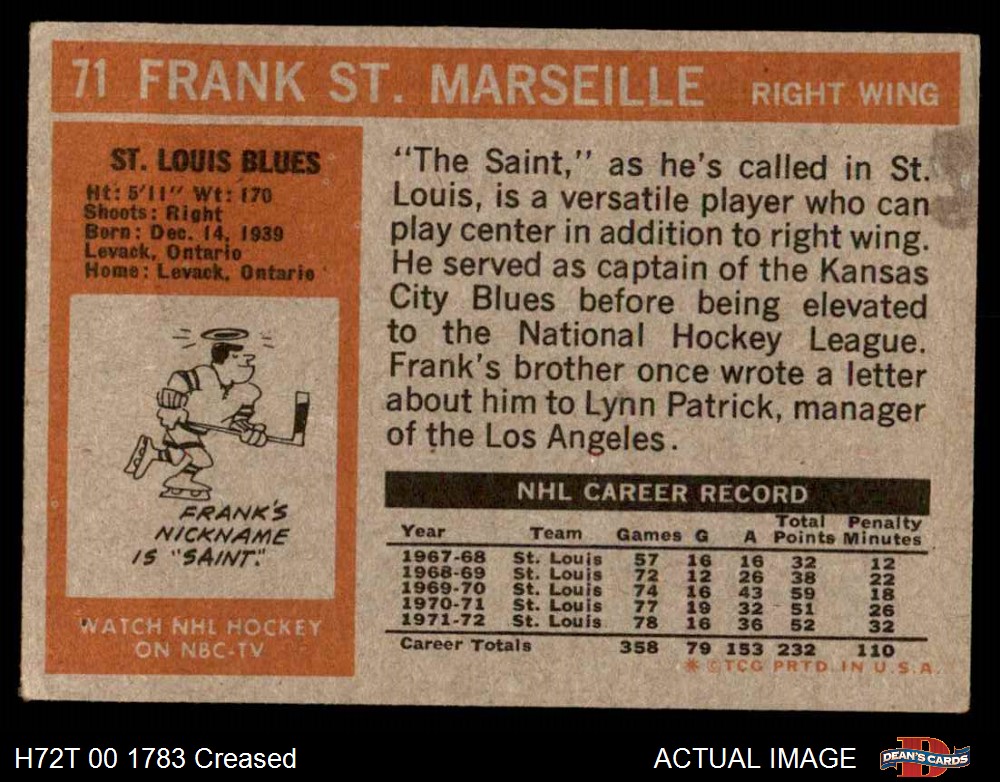 71 FRANK ST. MARSEILLE RIGHT WING
ST. LOUIS BLUES
Ht: 5'11" Wt: 170
Shoots: Right
Born: Dec. 14, 1939
Levack, Ontario
Home: Levack, Ontario
FRANK'S
NICKNAME
IS "SAINT."
WATCH NHL HOCKEY
ON NBC-TV
"The Saint," as he's called in St.
Louis, is a versatile player who can
play center in addition to right wing.
He served as captain of the Kansas
City Blues before being elevated
to the National Hockey League.
Frank's brother once wrote a letter
about him to Lynn Patrick, manager
of the Los Angeles.
NHL CAREER RECORD
Year Team Games G A Total Points Penalty Minutes
1967-68 St. Louis 57 16 16 32 12
1968-69 St. Louis 72 12 26 38 22
1969-70 St. Louis 74 16 43 59 18
1970-71 St. Louis 77 19 32 51 26
1971-72 St. Louis 78 16 36 52 32
Career Totals 358 79 153 232 110
* © TCG PRTD. IN U.S.A.
H72T 00 1783 Creased ACTUAL IMAGE
D
DEAN'S CARDS